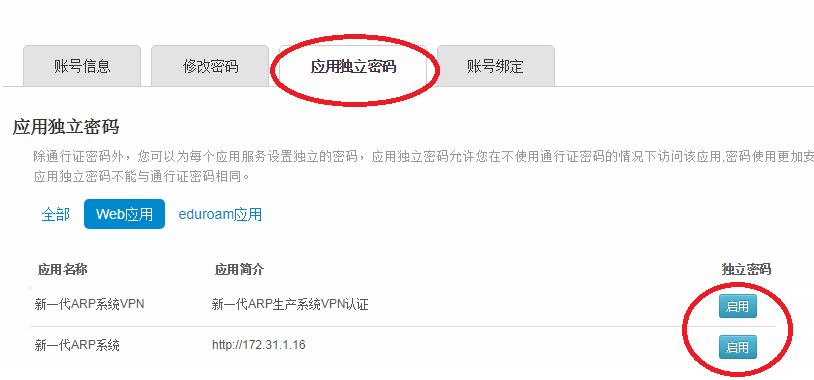 账号信息 修改密码 应用独立密码 账号绑定
应用独立密码
除通行证密码外，您可以为每个应用服务设置独立的密码，应用独立密码允许您在不使用通行证密码的情况下访问该应用,密码使用更加安
应用独立密码不能与通行证密码相同。
全部 Web应用 eduroam应用
应用名称 应用简介 独立密码
新一代ARP系统VPN 新一代ARP生产系统VPN认证 启用
新一代ARP系统 http://172.31.1.16 启用